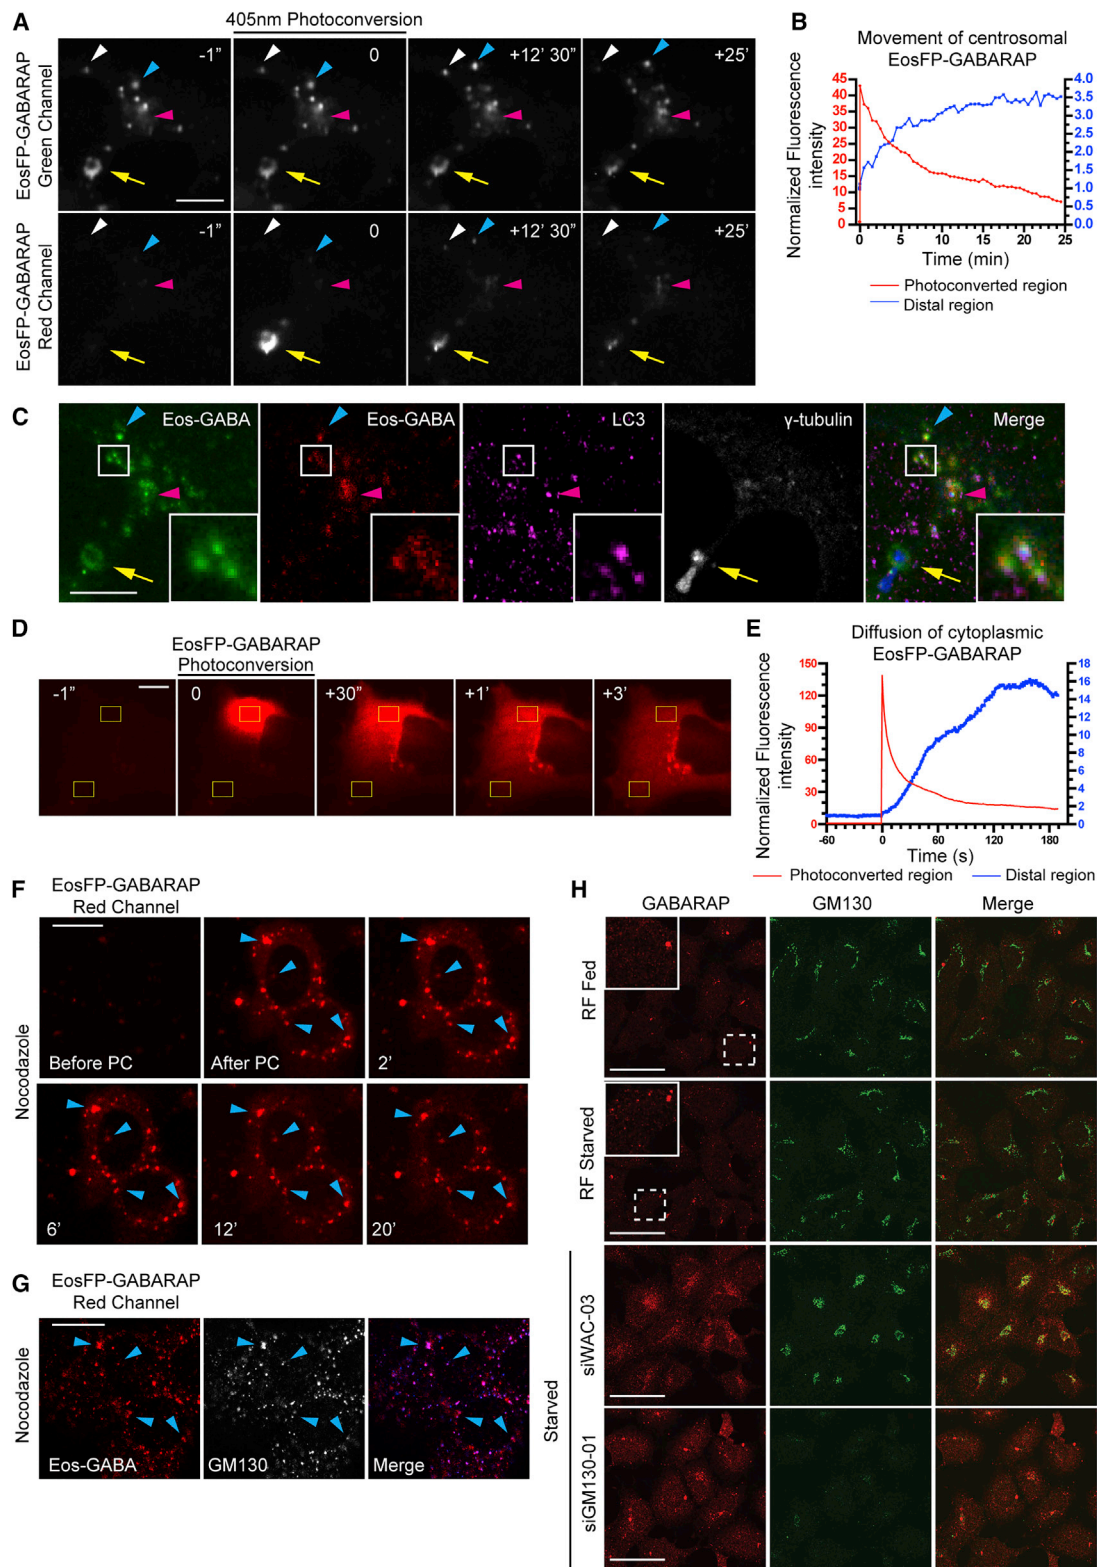 A
405nm Photoconversion
EosFP-GABARAP
Green Channel
-1”
0
+12’ 30”
+25’
EosFP-GABARAP
Red Channel
-1”
0
+12’ 30”
+25’
B
Movement of centrosomal
EosFP-GABARAP
Normalized Fluorescence
intensity
45
40
35
30
25
20
15
10
5
0
4.0
3.5
3.0
2.5
2.0
1.5
1.0
0.5
0.0
0 5 10 15 20 25
Time (min)
Photoconverted region
Distal region
C
Eos-GABA
Eos-GABA
LC3
γ-tubulin
Merge
D
EosFP-GABARAP
Photoconversion
-1”
0
+30”
+1’
+3’
E
Diffusion of cytoplasmic
EosFP-GABARAP
Normalized Fluorescence
intensity
150
120
90
60
30
0
18
16
14
12
10
8
6
4
2
0
-60 0 60 120 180
Time (s)
Photoconverted region
Distal region
F
EosFP-GABARAP
Red Channel
Nocodazole
Before PC
After PC
2’
6’
12’
20’
G
EosFP-GABARAP
Red Channel
Nocodazole
Eos-GABA
GM130
Merge
H
GABARAP
GM130
Merge
RF Fed
RF Starved
Starved
siWAC-03
siGM130-01